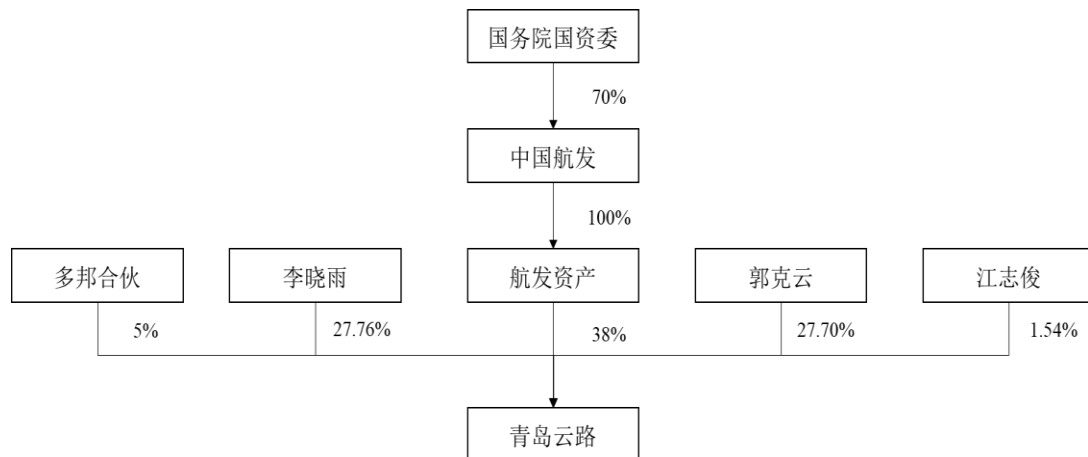 国务院国资委
70%
中国航发
100%
多邦合伙
李晓雨
航发资产
郭克云
江志俊
5%
27.76%
38%
27.70%
1.54%
青岛云路